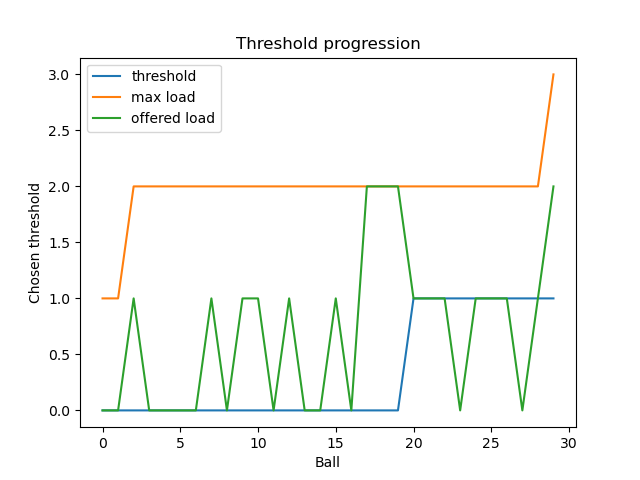 Threshold progression
threshold
max load
offered load
Chosen threshold
3.0
2.5
2.0
1.5
1.0
0.5
0.0
0 5 10 15 20 25 30
Ball